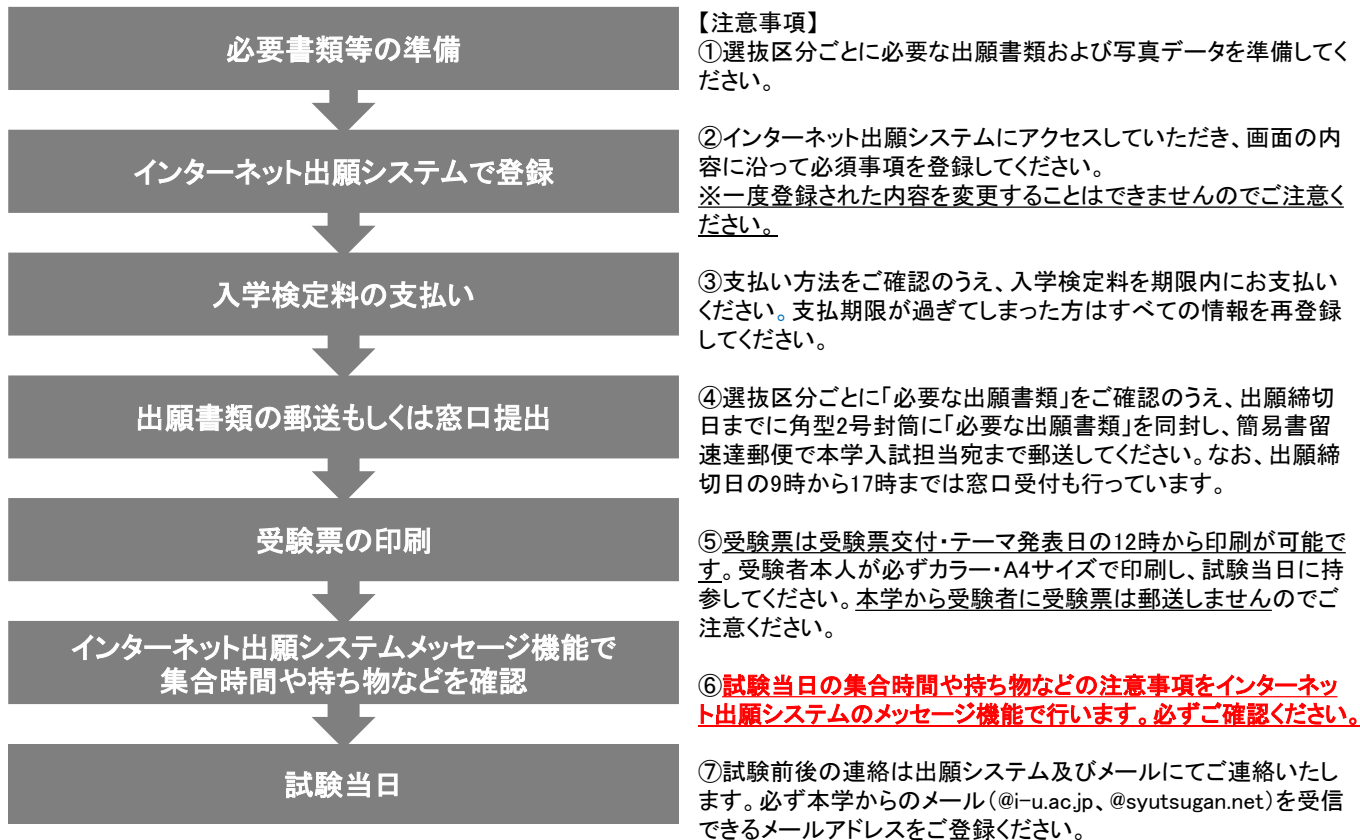 必要書類等の準備
インターネット出願システムで登録
入学検定料の支払い
出願書類の郵送もしくは窓口提出
受験票の印刷
インターネット出願システムメッセージ機能で
集合時間や持ち物などを確認
試験当日
【注意事項】
①選抜区分ごとに必要な出願書類および写真データを準備してく
ださい。
②インターネット出願システムにアクセスしていただき、画面の内
容に沿って必須事項を登録してください。
※一度登録された内容を変更することはできませんのでご注意く
ださい。
③支払い方法をご確認のうえ、入学検定料を期限内にお支払い
ください。支払期限が過ぎてしまった方はすべての情報を再登録
してください。
④選抜区分ごとに「必要な出願書類」をご確認のうえ、出願締切
日までに角型2号封筒に「必要な出願書類」を同封し、簡易書留
速達郵便で本学入試担当宛まで郵送してください。なお、出願締
切日の9時から17時までは窓口受付も行っています。
⑤受験票は受験票交付・テーマ発表日の12時から印刷が可能で
す。受験者本人が必ずカラー・A4サイズで印刷し、試験当日に持
参してください。本学から受験者に受験票は郵送しませんのでご
注意ください。
⑥試験当日の集合時間や持ち物などの注意事項をインターネッ
ト出願システムのメッセージ機能で行います。必ずご確認ください。
⑦試験前後の連絡は出願システム及びメールにてご連絡いたし
ます。必ず本学からのメール（@i-u.ac.jp、@syutsugan.net）を受信
できるメールアドレスをご登録ください。